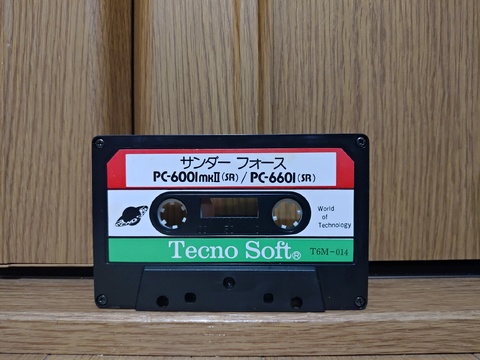 サンダー フォース
PC-6001mkII(SR)/PC-6601(SR)
World
of
Technology
Tecno Soft®
T6M-014